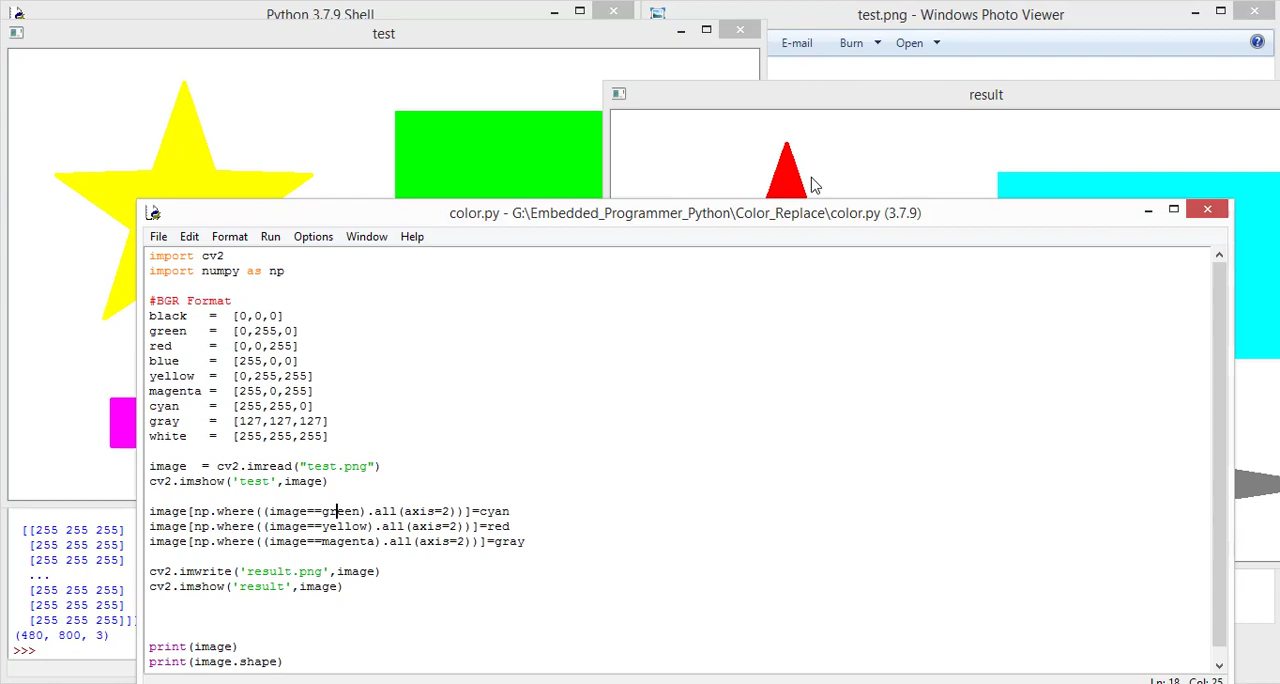 Python 3.7.9 Shell
test.png - Windows Photo Viewer
test
E-mail Burn Open
result
color.py - G:\Embedded_Programmer_Python\Color_Replace\color.py (3.7.9)
File Edit Format Run Options Window Help
import cv2
import numpy as np
#BGR Format
black = [0,0,0]
green = [0,255,0]
red = [0,0,255]
blue = [255,0,0]
yellow = [0,255,255]
magenta = [255,0,255]
cyan = [255,255,0]
gray = [127,127,127]
white = [255,255,255]
image = cv2.imread("test.png")
cv2.imshow('test',image)
image[np.where((image==green).all(axis=2))]=cyan
image[np.where((image==yellow).all(axis=2))]=red
image[np.where((image==magenta).all(axis=2))]=gray
cv2.imwrite('result.png',image)
cv2.imshow('result',image)
print(image)
print(image.shape)
Ln: 18 Col: 25
[[255 255 255]
[255 255 255]
[255 255 255]
...
[255 255 255]
[255 255 255]
[255 255 255]]]
(480, 800, 3)
>>>